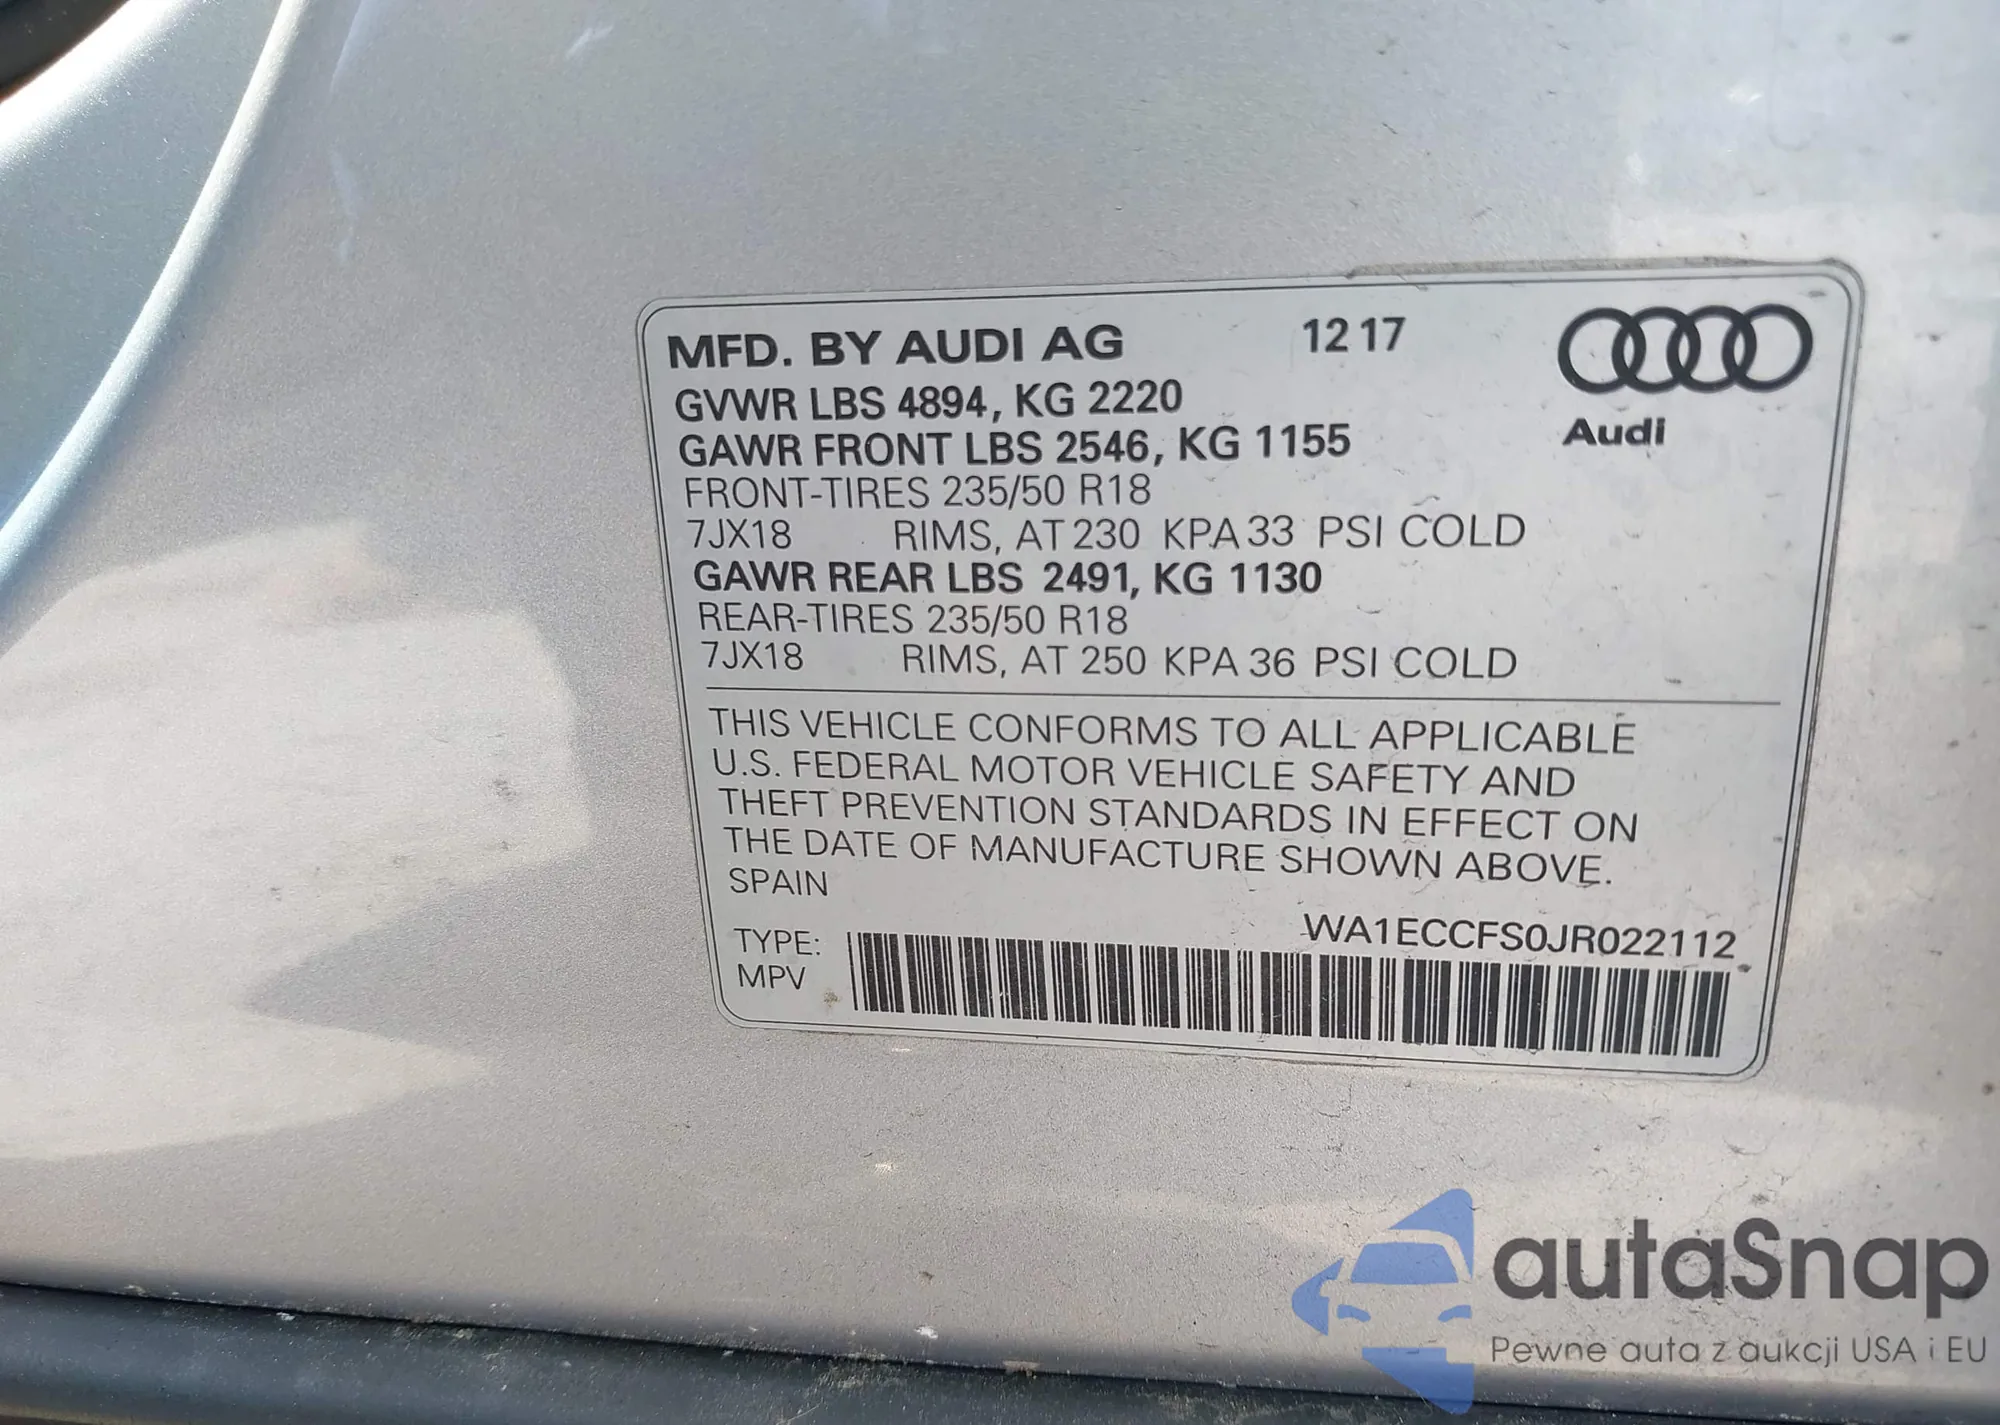 MFD. BY AUDI AG 12 17
GVWR LBS 4894, KG 2220
GAWR FRONT LBS 2546, KG 1155
Audi
FRONT-TIRES 235/50 R18
7JX18 RIMS, AT 230 KPA 33 PSI COLD
GAWR REAR LBS 2491, KG 1130
REAR-TIRES 235/50 R18
7JX18 RIMS, AT 250 KPA 36 PSI COLD
THIS VEHICLE CONFORMS TO ALL APPLICABLE
U.S. FEDERAL MOTOR VEHICLE SAFETY AND
THEFT PREVENTION STANDARDS IN EFFECT ON
THE DATE OF MANUFACTURE SHOWN ABOVE.
SPAIN
WA1ECCFS0JR022112
TYPE:
MPV
autaSnap
Pewne auta z aukcji USA i EU